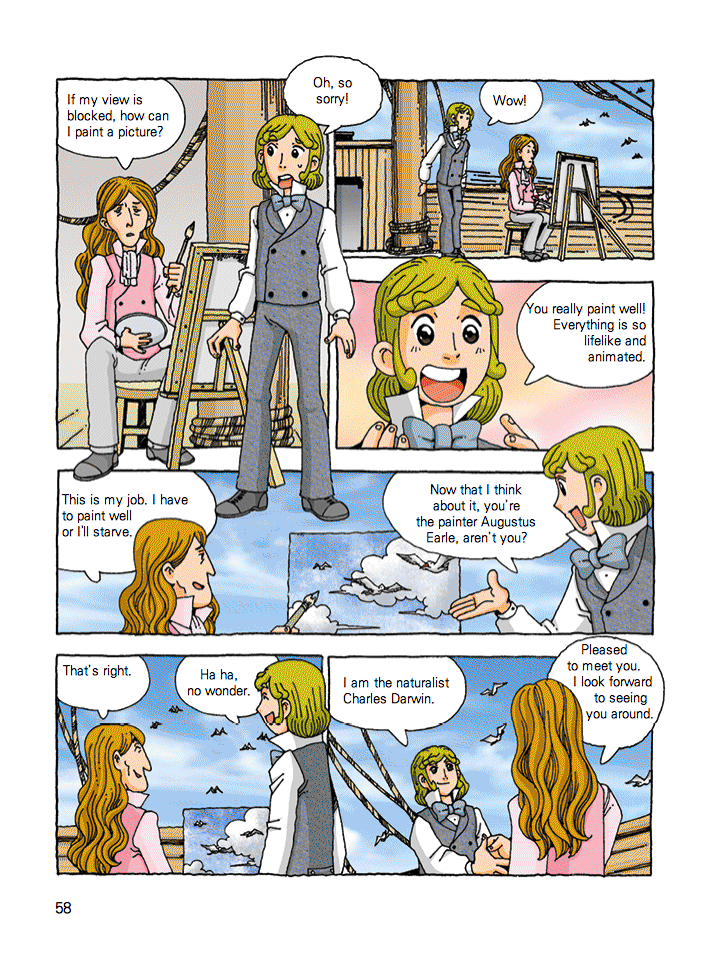 If my view is
blocked, how can
I paint a picture?
Oh, so
sorry!
Wow!
You really paint well!
Everything is so
lifelike and
animated.
This is my job. I have
to paint well
or I'll starve.
Now that I think
about it, you're
the painter Augustus
Earle, aren't you?
That's right.
Ha ha,
no wonder.
I am the naturalist
Charles Darwin.
Pleased
to meet you.
I look forward
to seeing
you around.
58